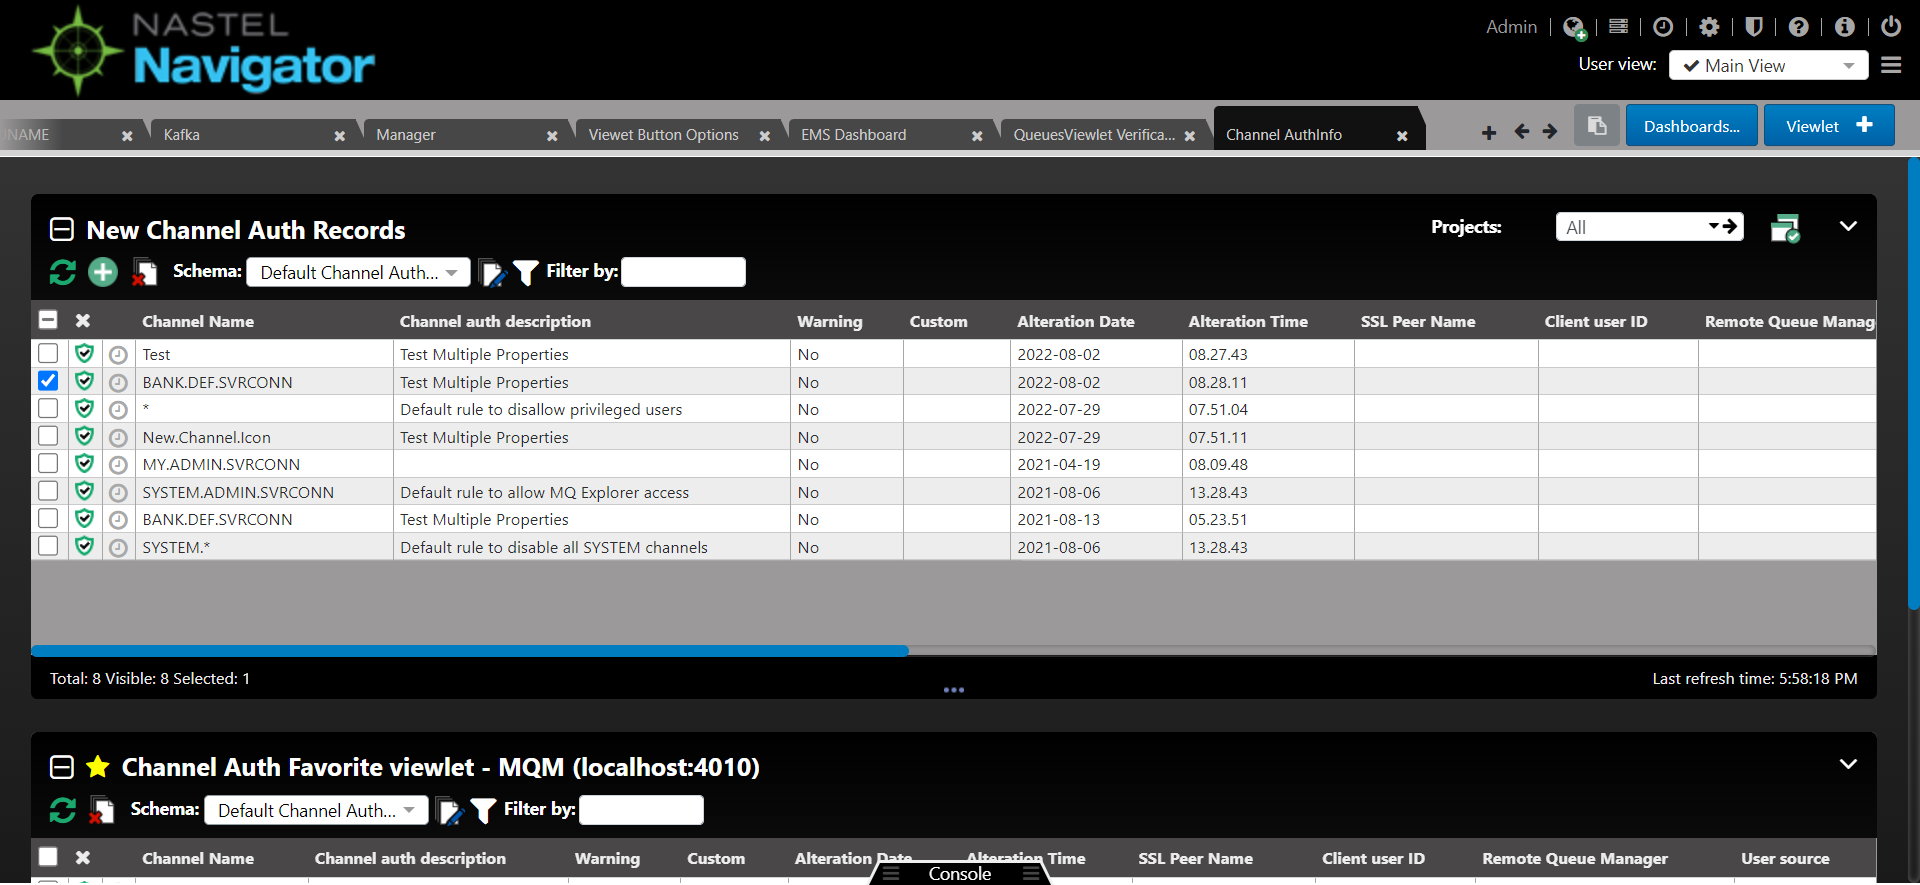 NASTEL
Navigator
Admin
User view:
Main View
NAME
Kafka
Manager
Viewet Button Options
EMS Dashboard
QueuesViewlet Verifica...
Channel AuthInfo
Dashboards...
Viewlet
New Channel Auth Records
Projects:
All
Schema:
Default Channel Auth...
Filter by:
Channel Name Channel auth description Warning Custom Alteration Date Alteration Time SSL Peer Name Client user ID Remote Queue Manag
Test Test Multiple Properties No 2022-08-02 08.27.43
BANK.DEF.SVRCONN Test Multiple Properties No 2022-08-02 08.28.11
* Default rule to disallow privileged users No 2022-07-29 07.51.04
New.Channel.Icon Test Multiple Properties No 2022-07-29 07.51.11
MY.ADMIN.SVRCONN No 2021-04-19 08.09.48
SYSTEM.ADMIN.SVRCONN Default rule to allow MQ Explorer access No 2021-08-06 13.28.43
BANK.DEF.SVRCONN Test Multiple Properties No 2021-08-13 05.23.51
SYSTEM.* Default rule to disable all SYSTEM channels No 2021-08-06 13.28.43
Total: 8 Visible: 8 Selected: 1
Last refresh time: 5:58:18 PM
Channel Auth Favorite viewlet - MQM (localhost:4010)
Schema:
Default Channel Auth...
Filter by:
Channel Name Channel auth description Warning Custom Alteration Date Alteration Time SSL Peer Name Client user ID Remote Queue Manager User source
Console